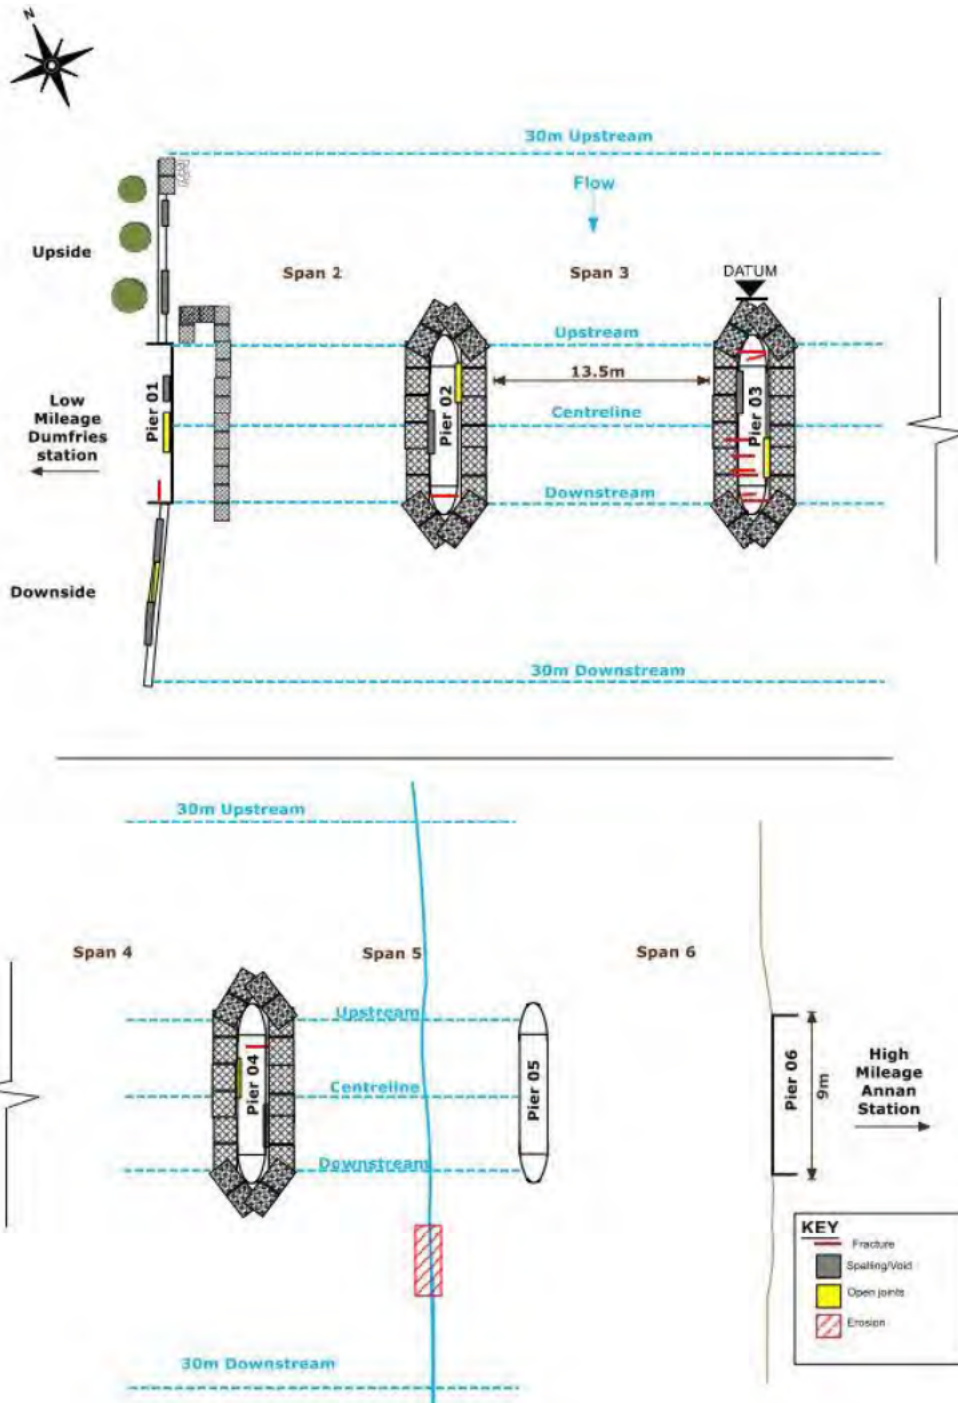 N
30m Upstream
Flow
Upside
Span 2
Span 3
DATUM
Upstream
13.5m
Low
Mileage
Dumfries
station
Pier 01
Pier 02
Pier 03
Centreline
Downstream
Downside
30m Downstream
30m Upstream
Span 4
Span 5
Span 6
Upstream
Pier 04
Centreline
Pier 05
Pier 06
9m
High
Mileage
Annan
Station
Downstream
KEY
Fracture
Spalling/Void
Open joints
Erosion
30m Downstream